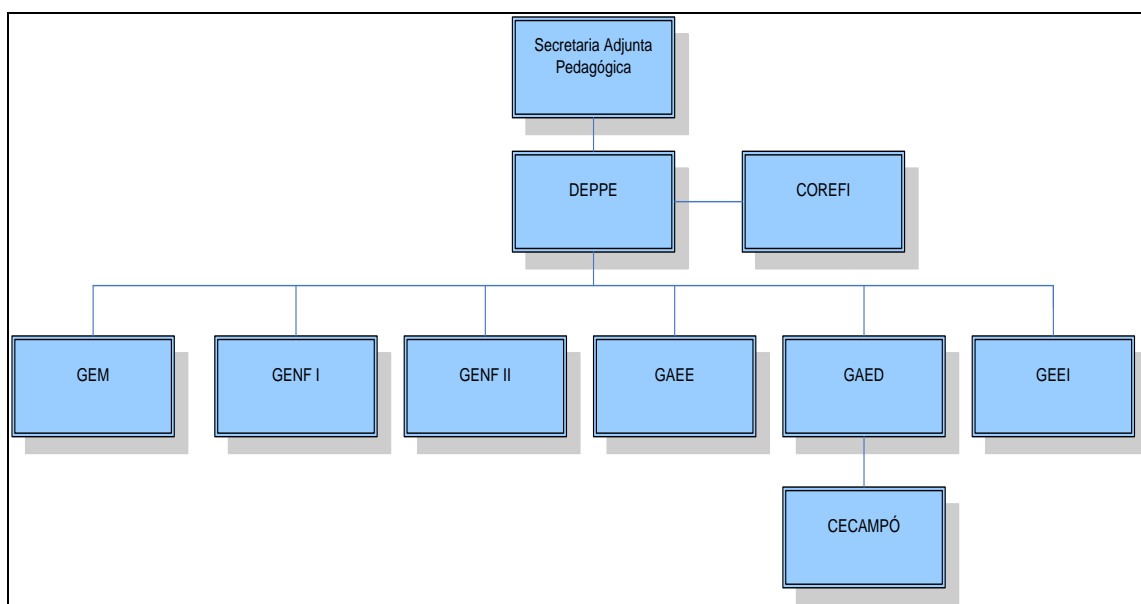 Secretaria Adjunta
Pedagógica
DEPPE
COREFI
GEM
GENF I
GENF II
GAEE
GAED
GEEI
CECAMPÓ